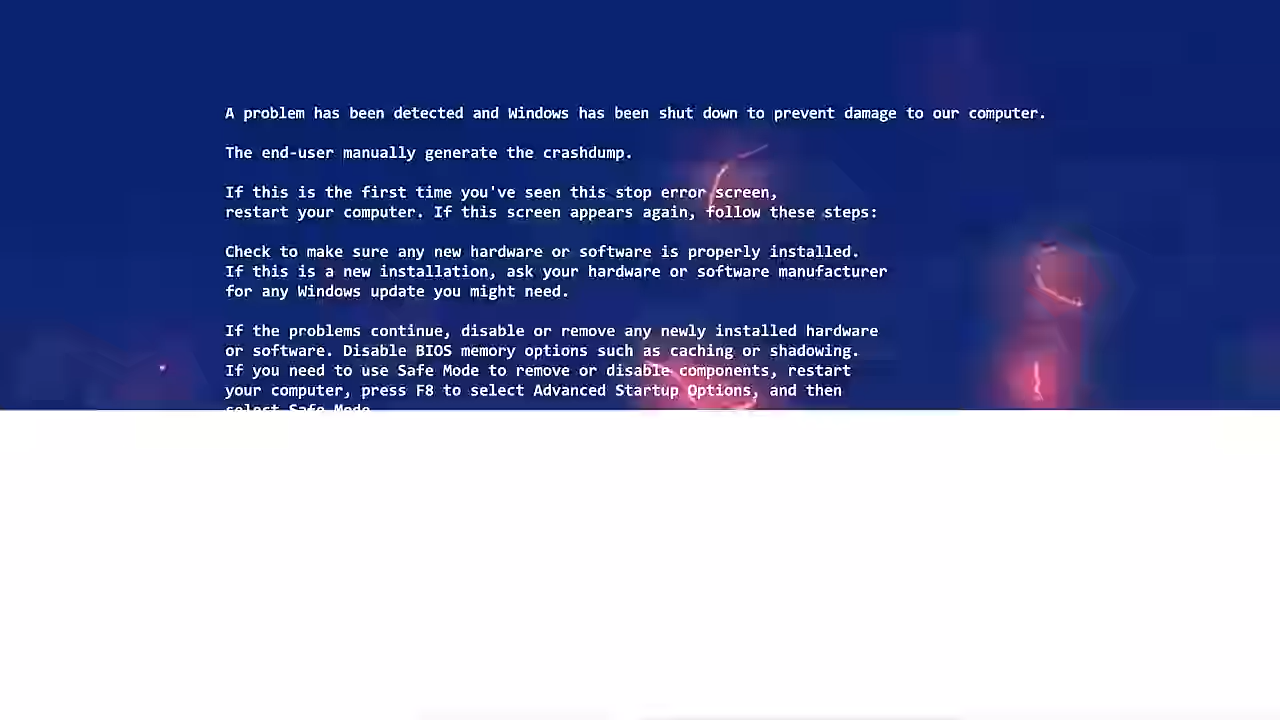 A problem has been detected and Windows has been shut down to prevent damage to our computer.
The end-user manually generate the crashdump.
If this is the first time you've seen this stop error screen,
restart your computer. If this screen appears again, follow these steps:
Check to make sure any new hardware or software is properly installed.
If this is a new installation, ask your hardware or software manufacturer
for any Windows update you might need.
If the problems continue, disable or remove any newly installed hardware
or software. Disable BIOS memory options such as caching or shadowing.
If you need to use Safe Mode to remove or disable components, restart
your computer, press F8 to select Advanced Startup Options, and then
select Safe Mode